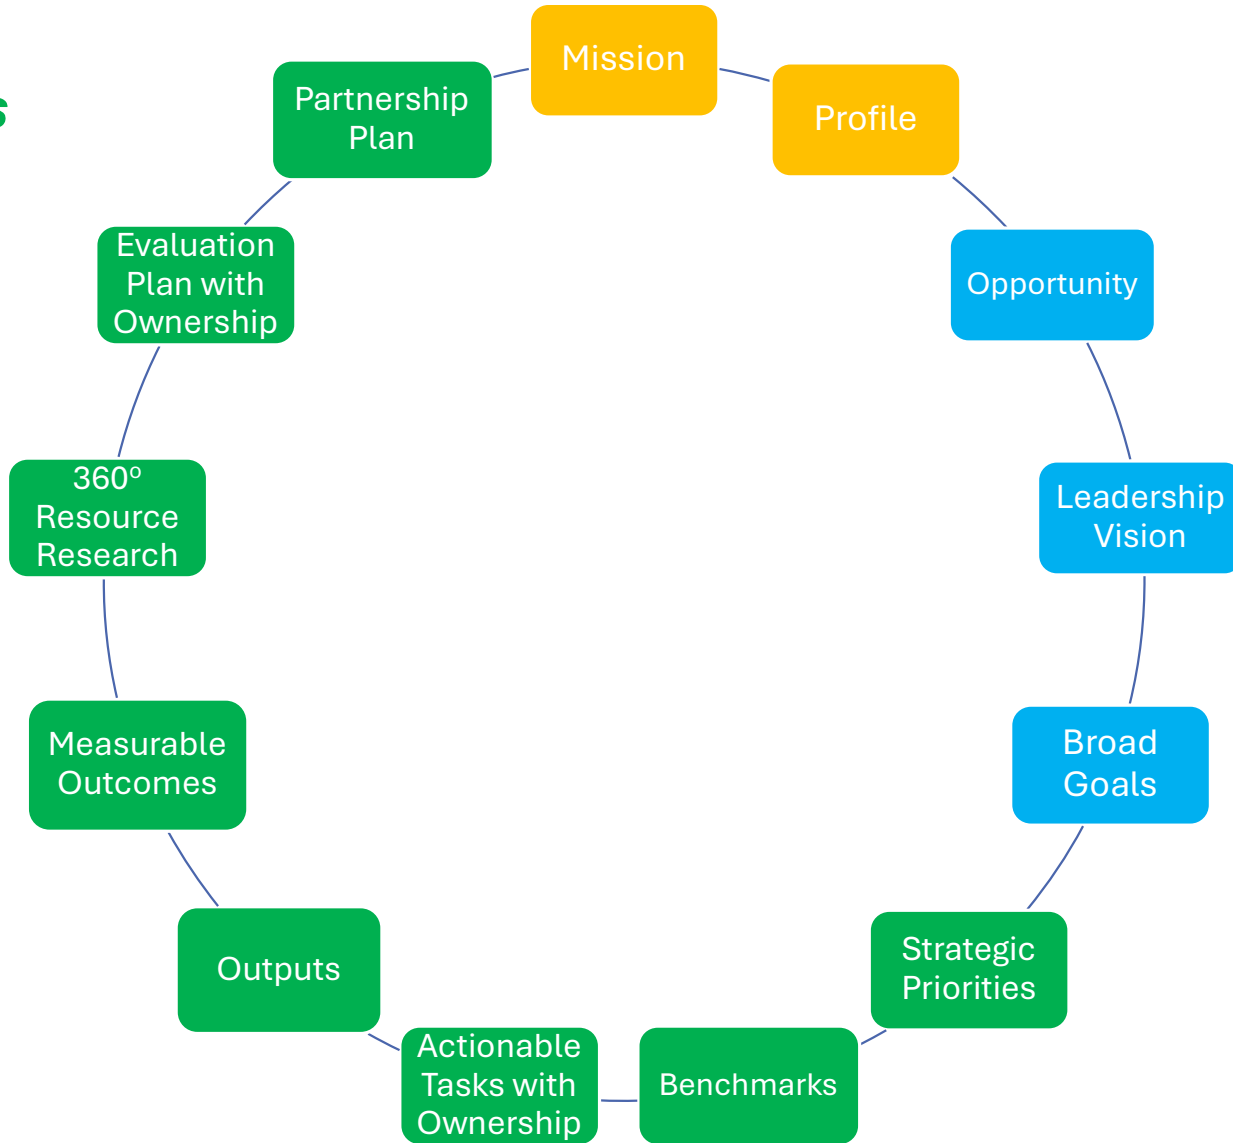 Mission
Profile
Opportunity
Leadership
Vision
Broad
Goals
Strategic
Priorities
Benchmarks
Actionable
Tasks with
Ownership
Outputs
Measurable
Outcomes
360º
Resource
Research
Evaluation
Plan with
Ownership
Partnership
Plan